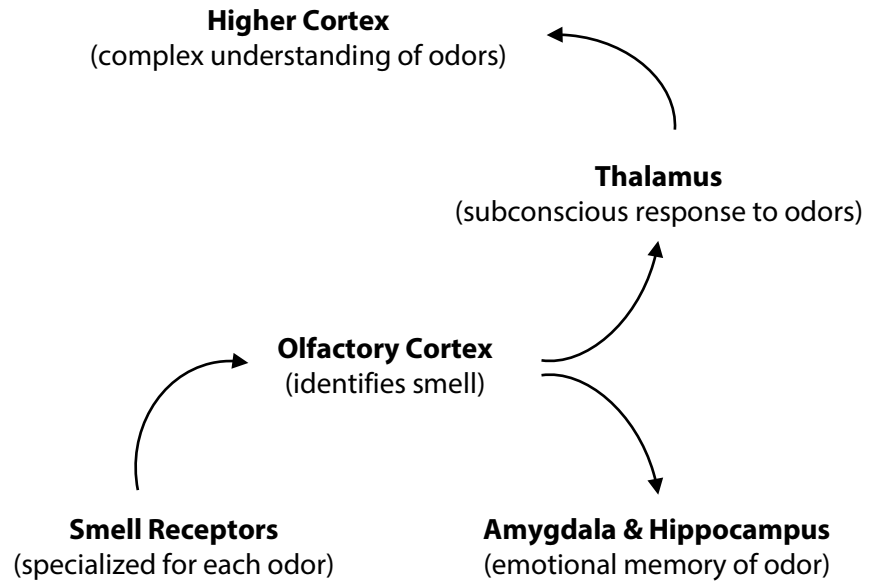 Higher Cortex
(complex understanding of odors)
Thalamus
(subconscious response to odors)
Olfactory Cortex
(identifies smell)
Smell Receptors
(specialized for each odor)
Amygdala & Hippocampus
(emotional memory of odor)